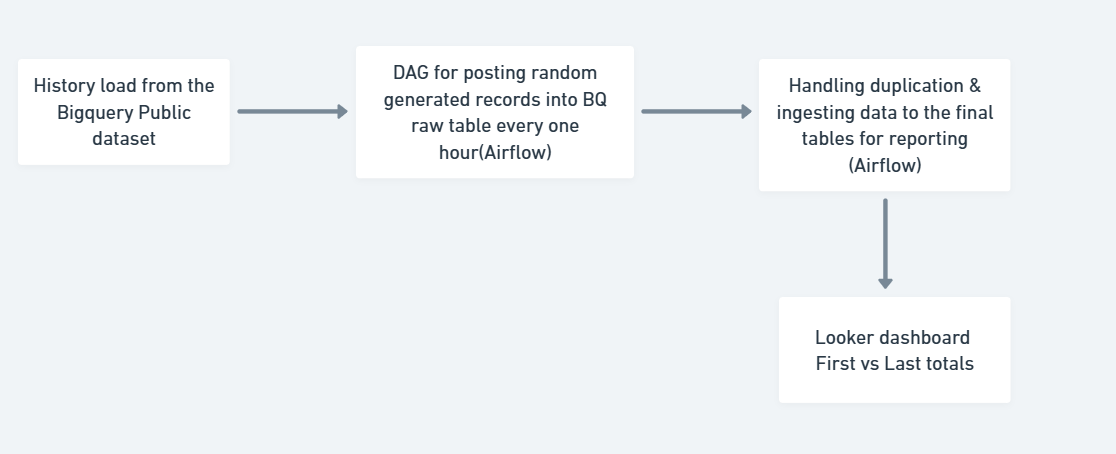 History load from the
Bigquery Public
dataset
DAG for posting random
generated records into BQ
raw table every one
hour(Airflow)
Handling duplication &
ingesting data to the final
tables for reporting
(Airflow)
Looker dashboard
First vs Last totals